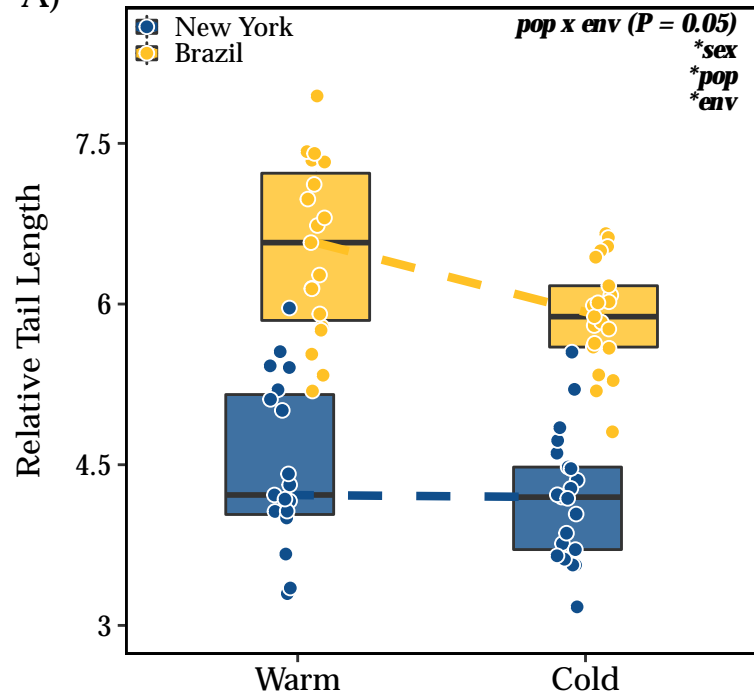 A)
New York
Brazil
pop x env (P = 0.05)
*sex
*pop
*env
Relative Tail Length
7.5
6
4.5
3
Warm
Cold